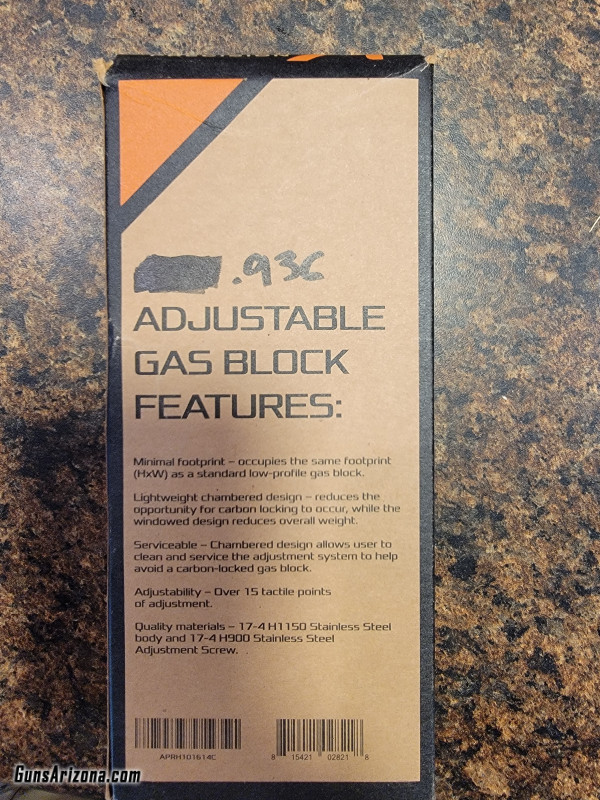 .936
ADJUSTABLE
GAS BLOCK
FEATURES:
Minimal footprint – occupies the same footprint
(HxW) as a standard low-profile gas block.
Lightweight chambered design – reduces the
opportunity for carbon locking to occur, while the
windowed design reduces overall weight.
Serviceable – Chambered design allows user to
clean and service the adjustment system to help
avoid a carbon-locked gas block.
Adjustability – Over 15 tactile points
of adjustment.
Quality materials – 17-4 H1150 Stainless Steel
body and 17-4 H900 Stainless Steel
Adjustment Screw.
APRH101614C
8 15421 02821 8
GunsArizona.com